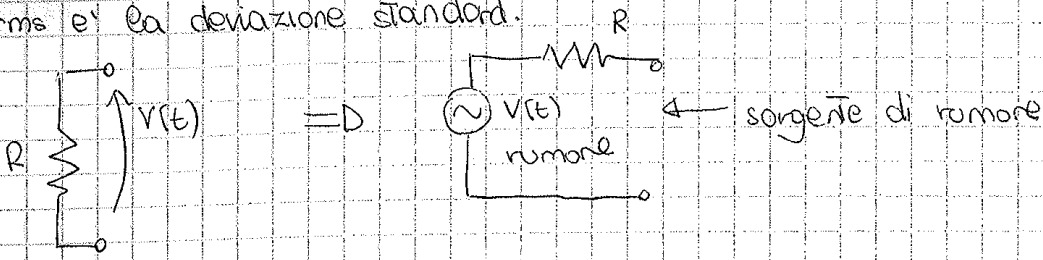 rms e' la deviazione standard.
R
R
V(t)
=D
V(t)
rumore
sorgente di rumore